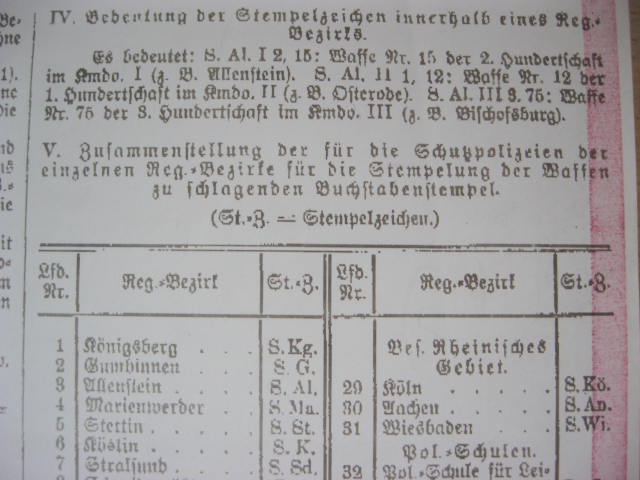 IV. Bedeutung der Stempelzeichen innerhalb eines Reg.-
Bezirks.
Es bedeutet: S. Al. I 2, 15: Waffe Nr. 15 der 2. Hundertschaft
im Kmdo. I (z. B. Allenstein). S. Al. II 1, 12: Waffe Nr. 12 der
1. Hundertschaft im Kmdo. II (z. B. Osterode). S. Al. III 3. 75: Waffe
Nr. 75 der 3. Hundertschaft im Kmdo. III (z. B. Bischofsburg).
V. Zusammenstellung der für die Schutzpolizeien der
einzelnen Reg.-Bezirke für die Stempelung der Waffen
zu schlagenden Buchstabenstempel.
(St.-Z. = Stempelzeichen.)
Lfd. Nr. Reg.-Bezirk St.-Z.
1 Königsberg . . . S. Kg.
2 Gumbinnen . . . S. G.
3 Allenstein . . . . S. Al.
4 Marienwerder . . S. Ma.
5 Stettin . . . . . S. St.
6 Köslin . . . . . S. K.
7 Stralsund . . . . S. Sd.
Lfd. Nr. Reg.-Bezirk St.-Z.
Bes. Rheinisches
Gebiet.
29 Köln . . . . . S. Kö.
30 Aachen . . . . . S. An.
31 Wiesbaden . . . . S. Wi.
Pol.-Schulen.
32 Pol.-Schule für Lei-